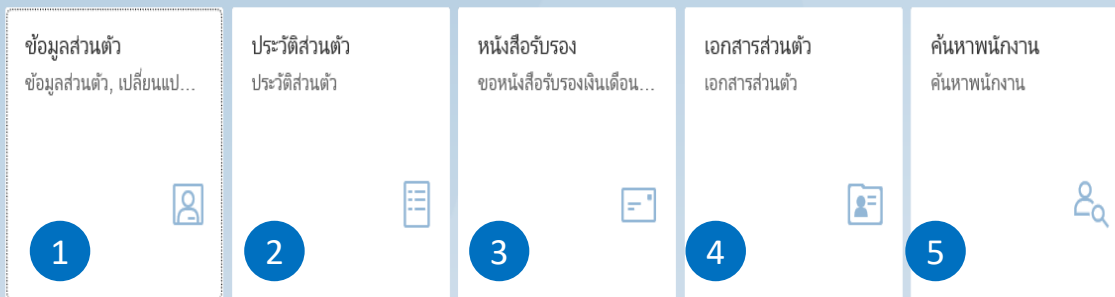 ข้อมูลส่วนตัว
ข้อมูลส่วนตัว, เปลี่ยนแป...
1
ประวัติส่วนตัว
ประวัติส่วนตัว
2
หนังสือรับรอง
ขอหนังสือรับรองเงินเดือน...
3
เอกสารส่วนตัว
เอกสารส่วนตัว
4
ค้นหาพนักงาน
ค้นหาพนักงาน
5